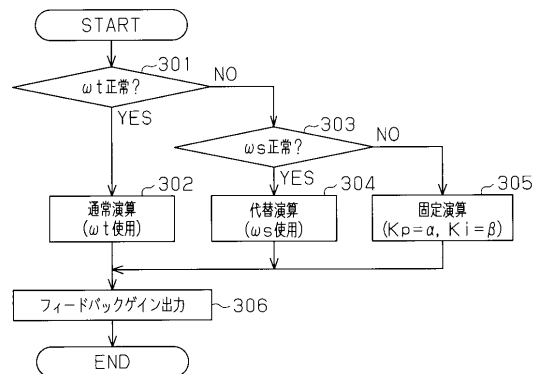 START
301
ωt正常?
NO
YES
303
ωs正常?
NO
YES
302
通常演算
(ωt使用)
304
代替演算
(ωs使用)
305
固定演算
(Kp=α, Ki=β)
フィードバックゲイン出力
306
END